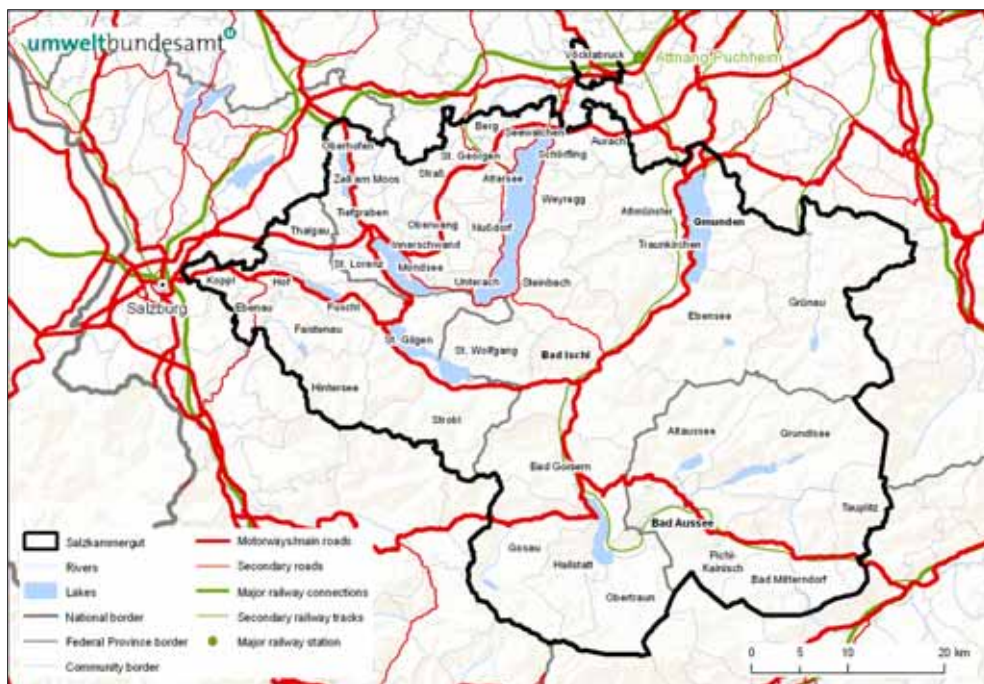 umweltbundesamt
Vöcklabruck
Attnang-Puchheim
Berg
Seewalchen
Oberhofen
St. Georgen
Schörfling
Aurach
Zell am Moos
Straß
Attersee
Weyregg
Tiefgraben
Oberwang
Nußdorf
Altmünster
Gmunden
Thalgau
Innerschwand
Traunkirchen
St. Lorenz
Mondsee
Koppl
Hof
Unterach
Steinbach
Salzburg
Ebenau
Fuschl
Grünau
Ebensee
Faistenau
St. Gilgen
St. Wolfgang
Bad Ischl
Hintersee
Strobl
Altaussee
Grundlsee
Bad Goisern
Tauplitz
Bad Aussee
Gosau
Hallstatt
Pichl-
Kainisch
Bad Mitterndorf
Obertraun
Salzkammergut
Motorways/main roads
Rivers
Secondary roads
Lakes
Major railway connections
National border
Secondary railway tracks
Federal Province border
Major railway station
Community border
0 5 10 20 km